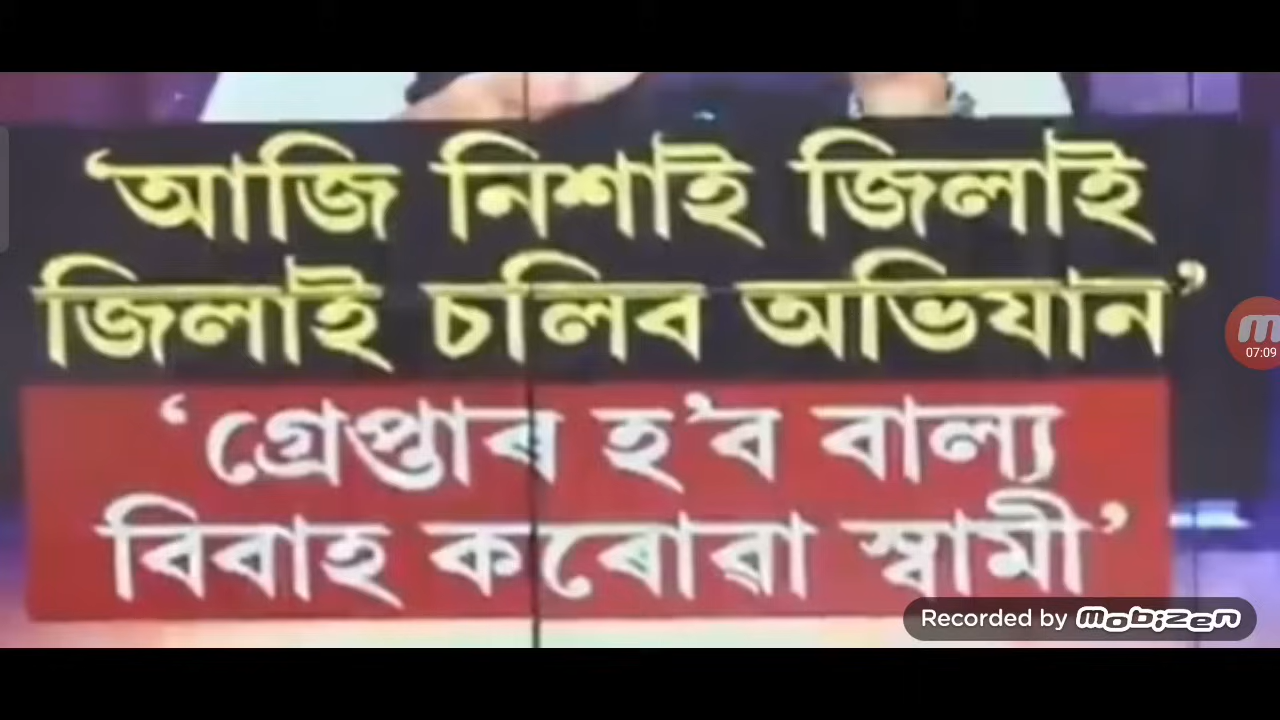 ‘আজি নিশাই জিলাই
জিলাই চলিব অভিযান’
‘গ্ৰেপ্তাৰ হ’ব বাল্য
বিবাহ কৰোৱা স্বামী’
07:09
Recorded by mobizen